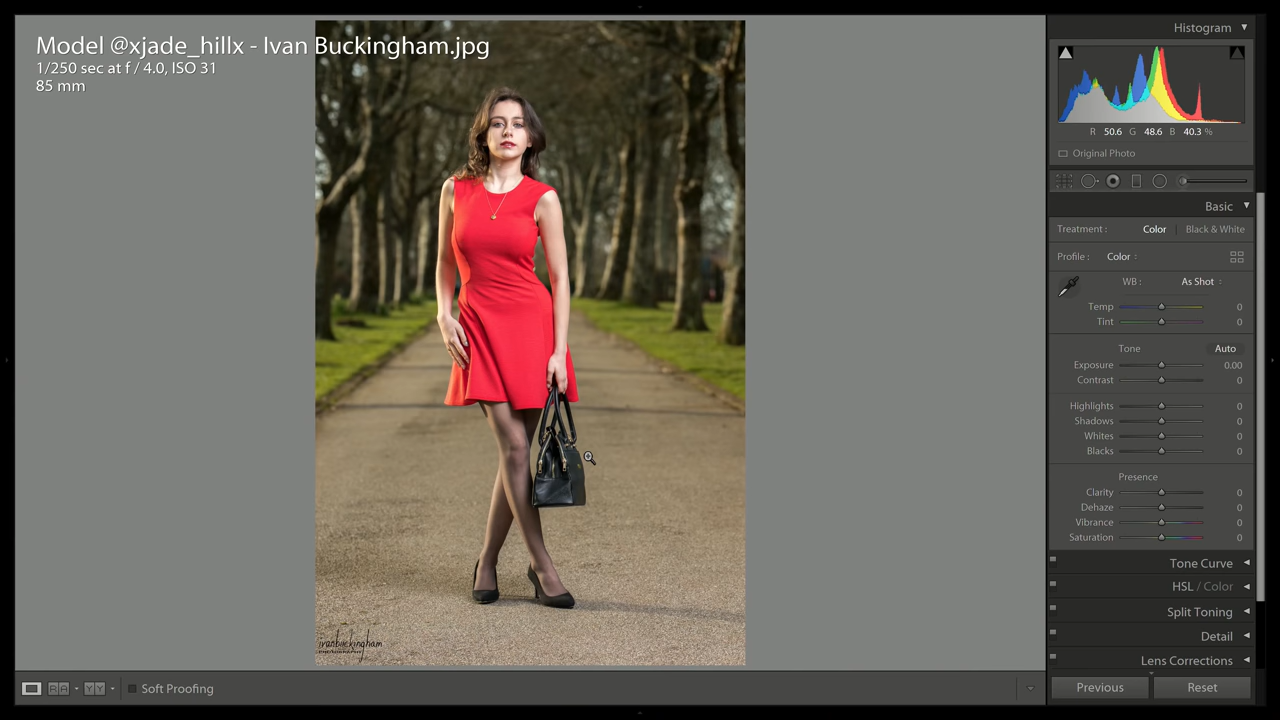 Model @xjade_hillx - Ivan Buckingham.jpg
1/250 sec at f / 4.0, ISO 31
85 mm
Histogram
R 50.6 G 48.6 B 40.3 %
Original Photo
Basic
Treatment : Color Black & White
Profile : Color
WB : As Shot
Temp 0
Tint 0
Tone Auto
Exposure 0.00
Contrast 0
Highlights 0
Shadows 0
Whites 0
Blacks 0
Presence
Clarity 0
Dehaze 0
Vibrance 0
Saturation 0
Tone Curve
HSL / Color
Split Toning
Detail
Lens Corrections
ivanbuckingham
R A Y Y Soft Proofing
Previous Reset